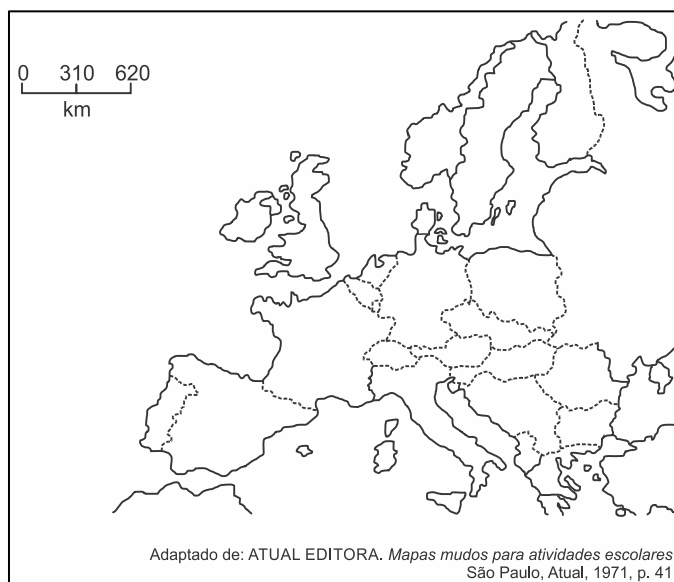 0 310 620
km
Adaptado de: ATUAL EDITORA. Mapas mudos para atividades escolares
São Paulo, Atual, 1971, p. 41